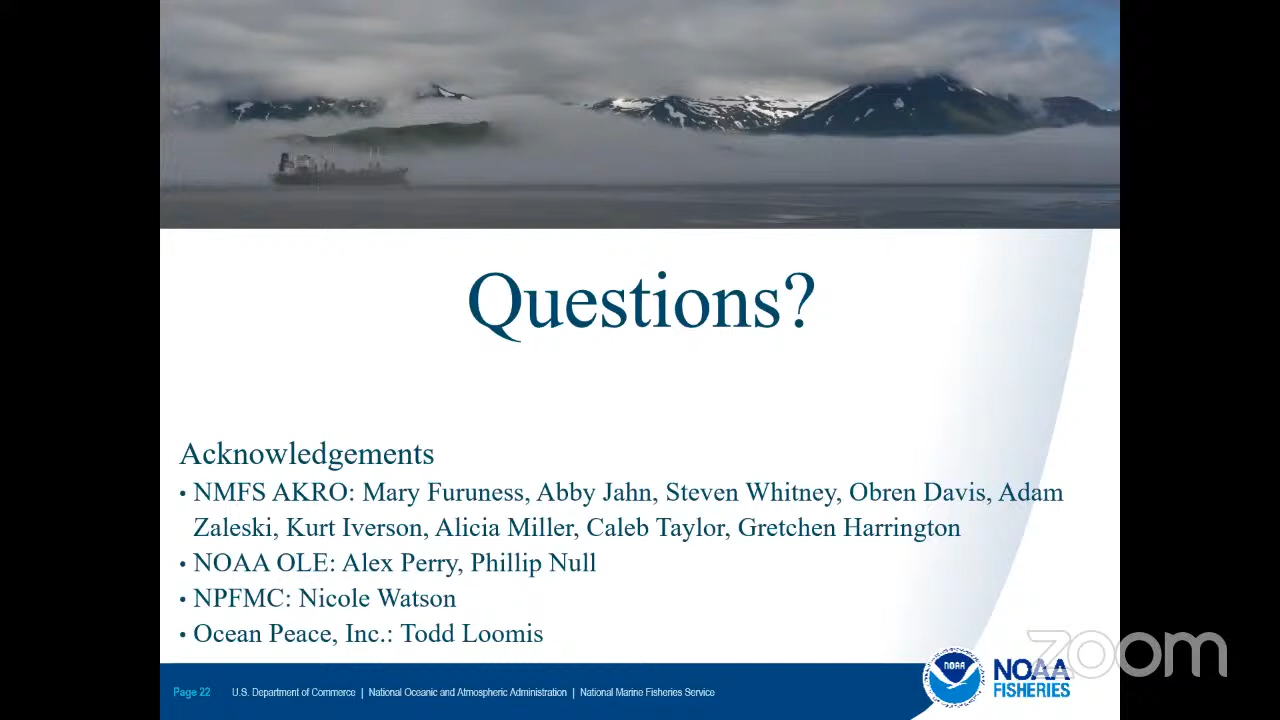 Questions?
Acknowledgements
• NMFS AKRO: Mary Furuness, Abby Jahn, Steven Whitney, Obren Davis, Adam
Zaleski, Kurt Iverson, Alicia Miller, Caleb Taylor, Gretchen Harrington
• NOAA OLE: Alex Perry, Phillip Null
• NPFMC: Nicole Watson
• Ocean Peace, Inc.: Todd Loomis
zoom
NOAA
NOAA
FISHERIES
Page 22 U.S. Department of Commerce | National Oceanic and Atmospheric Administration | National Marine Fisheries Service